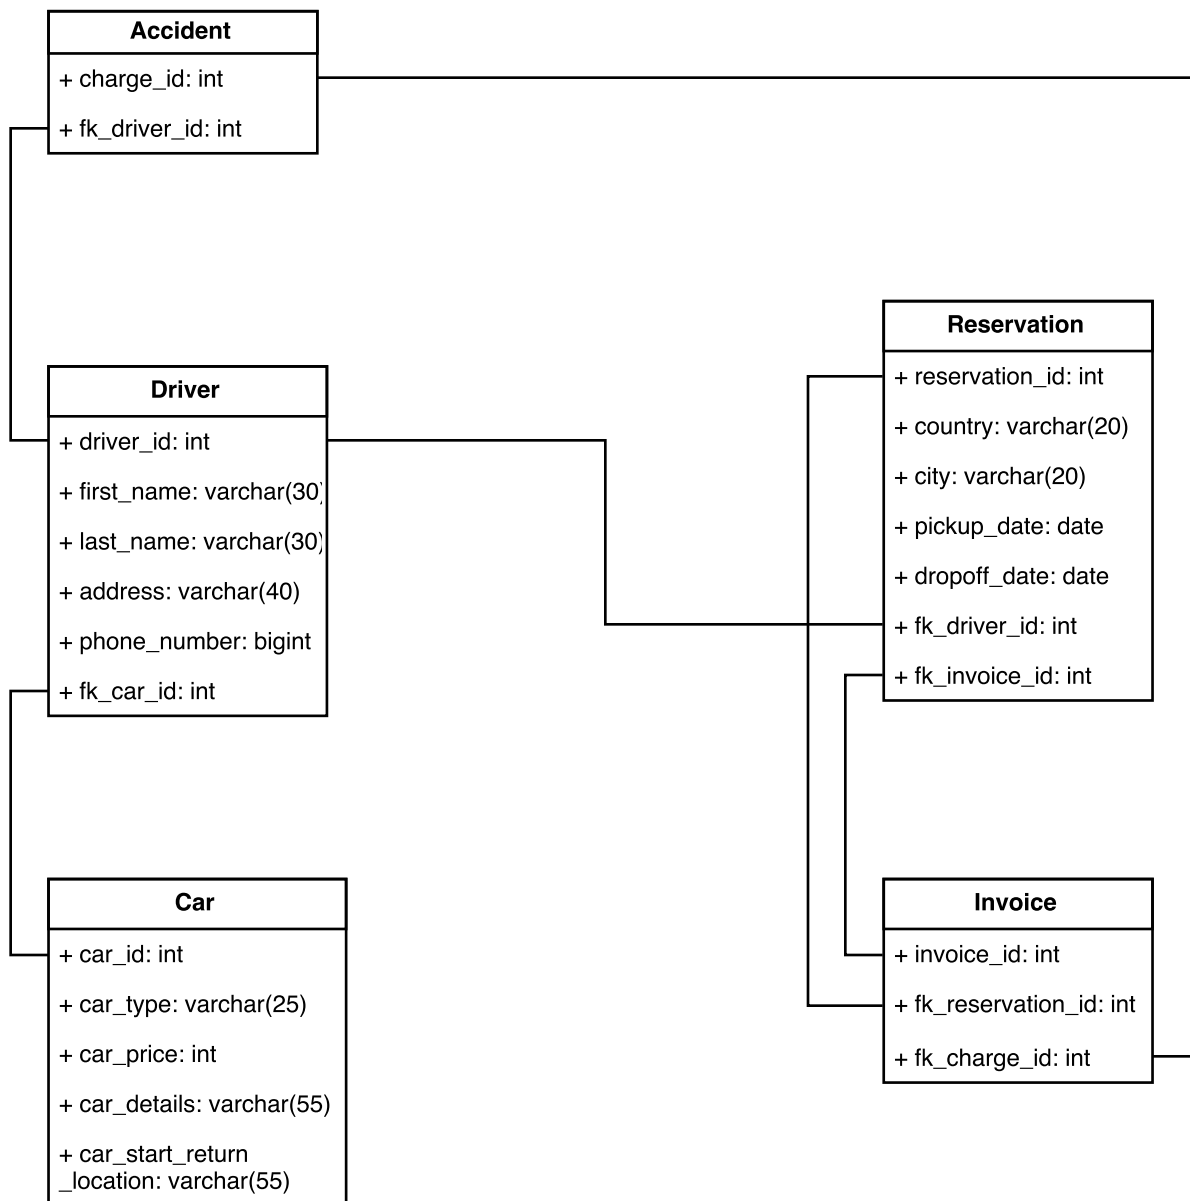 Accident
+ charge_id: int
+ fk_driver_id: int
Driver
+ driver_id: int
+ first_name: varchar(30)
+ last_name: varchar(30)
+ address: varchar(40)
+ phone_number: bigint
+ fk_car_id: int
Car
+ car_id: int
+ car_type: varchar(25)
+ car_price: int
+ car_details: varchar(55)
+ car_start_return
_location: varchar(55)
Reservation
+ reservation_id: int
+ country: varchar(20)
+ city: varchar(20)
+ pickup_date: date
+ dropoff_date: date
+ fk_driver_id: int
+ fk_invoice_id: int
Invoice
+ invoice_id: int
+ fk_reservation_id: int
+ fk_charge_id: int